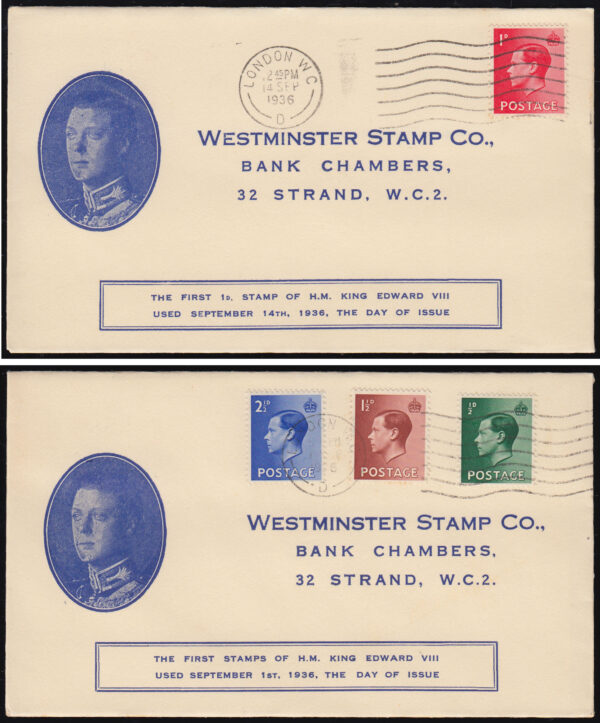 1D
POSTAGE
LONDON W.C
12 45 PM
14 SEP
1936
D
WESTMINSTER STAMP CO.,
BANK CHAMBERS,
32 STRAND, W.C.2.
THE FIRST 1D. STAMP OF H.M. KING EDWARD VIII
USED SEPTEMBER 14TH, 1936, THE DAY OF ISSUE
2½D
POSTAGE
1½D
POSTAGE
½D
POSTAGE
D
WESTMINSTER STAMP CO.,
BANK CHAMBERS,
32 STRAND, W.C.2.
THE FIRST STAMPS OF H.M. KING EDWARD VIII
USED SEPTEMBER 1ST, 1936, THE DAY OF ISSUE